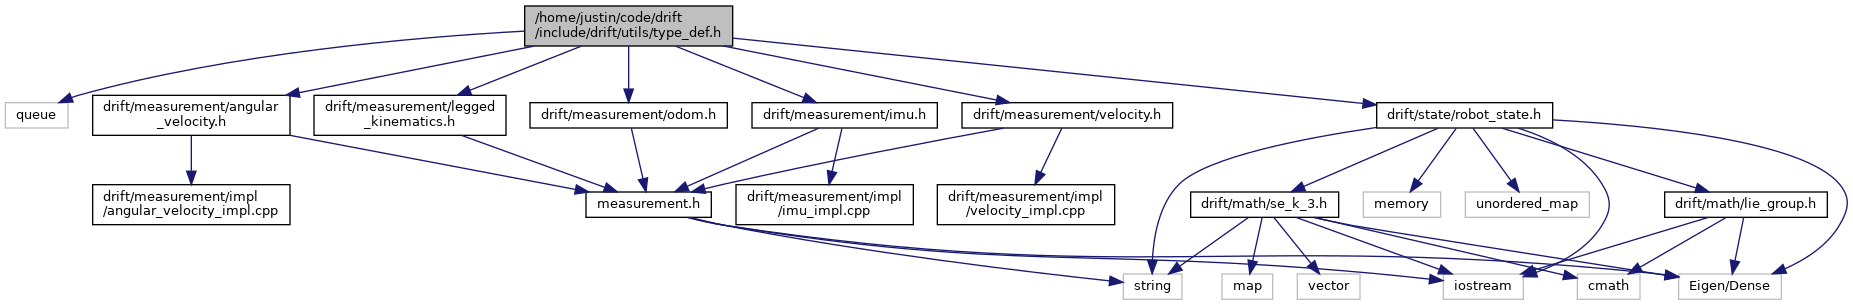 /home/justin/code/drift
/include/drift/utils/type_def.h
queue
drift/measurement/angular
_velocity.h
drift/measurement/legged
_kinematics.h
drift/measurement/odom.h
drift/measurement/imu.h
drift/measurement/velocity.h
drift/state/robot_state.h
drift/measurement/impl
/angular_velocity_impl.cpp
measurement.h
drift/measurement/impl
/imu_impl.cpp
drift/measurement/impl
/velocity_impl.cpp
drift/math/se_k_3.h
memory
unordered_map
drift/math/lie_group.h
string
map
vector
iostream
cmath
Eigen/Dense